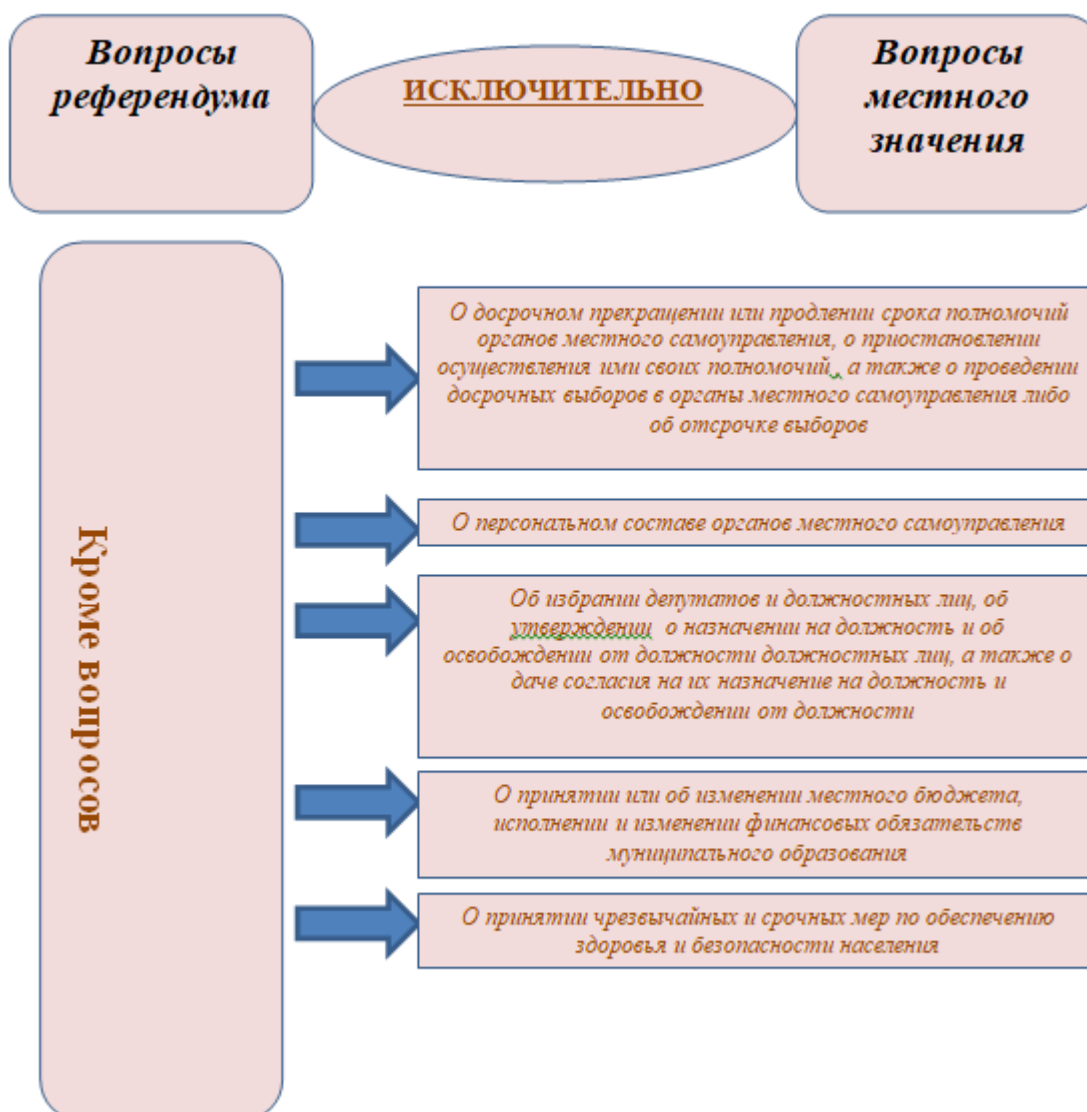 Вопросы
референдума
ИСКЛЮЧИТЕЛЬНО
Вопросы
местного
значения
Кроме вопросов
О досрочном прекращении или продлении срока полномочий
органов местного самоуправления, о приостановлении
осуществления ими своих полномочий, а также о проведении
досрочных выборов в органы местного самоуправления либо
об отсрочке выборов
О персональном составе органов местного самоуправления
Об избрании депутатов и должностных лиц, об
утверждении о назначении на должность и об
освобождении от должности должностных лиц, а также о
даче согласия на их назначение на должность и
освобождении от должности
О принятии или об изменении местного бюджета,
исполнении и изменении финансовых обязательств
муниципального образования
О принятии чрезвычайных и срочных мер по обеспечению
здоровья и безопасности населения